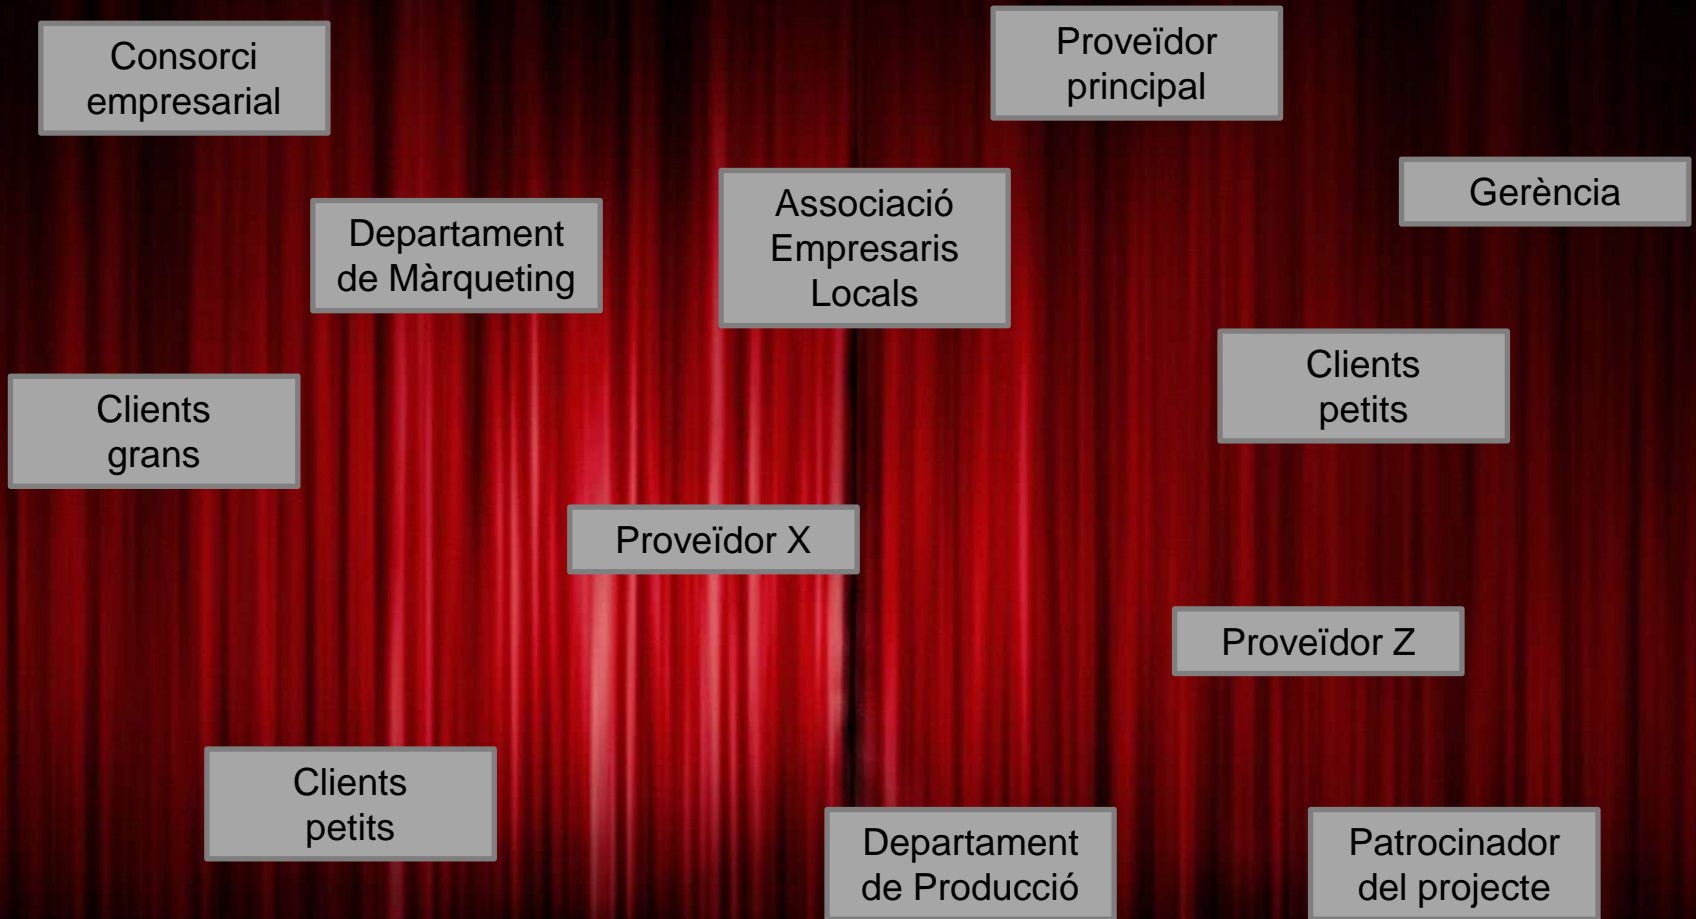 Consorci
empresarial
Proveïdor
principal
Gerència
Departament
de Màrqueting
Associació
Empresaris
Locals
Clients
petits
Clients
grans
Proveïdor X
Proveïdor Z
Clients
petits
Departament
de Producció
Patrocinador
del projecte